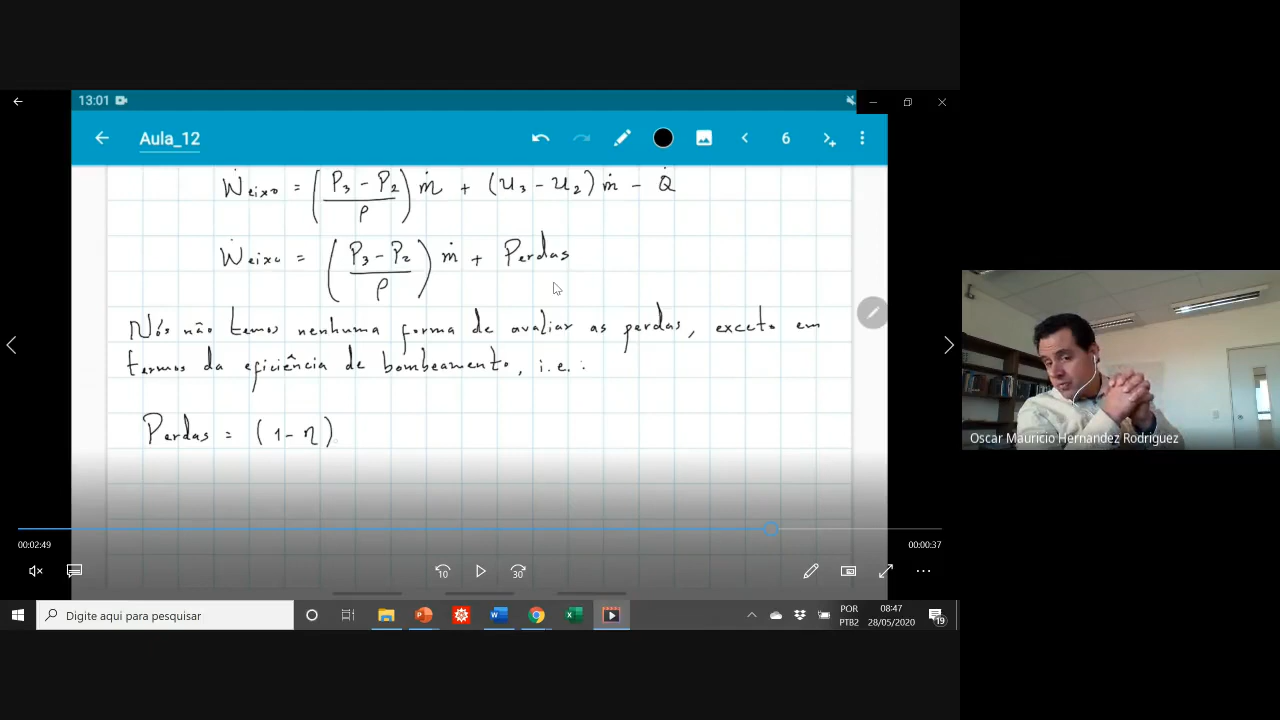 13:01
Aula_12
6
Ẇeixo = ( P3 - P2 / ρ ) ṁ + (u3 - u2) ṁ - Q̇
Ẇeixo = ( P3 - P2 / ρ ) ṁ + Perdas
Nós não temos nenhuma forma de avaliar as perdas, exceto em
termos da eficiência de bombeamento, i.e.:
Perdas = (1 - η)
Oscar Mauricio Hernandez Rodriguez
00:02:49
00:00:37
10
30
Digite aqui para pesquisar
POR
PTB2
08:47
28/05/2020
19